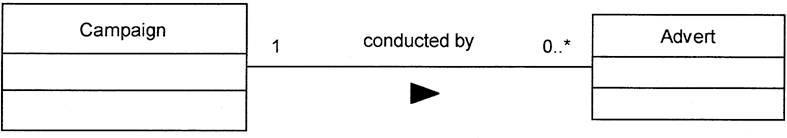 Campaign
1
conducted by
0..*
Advert